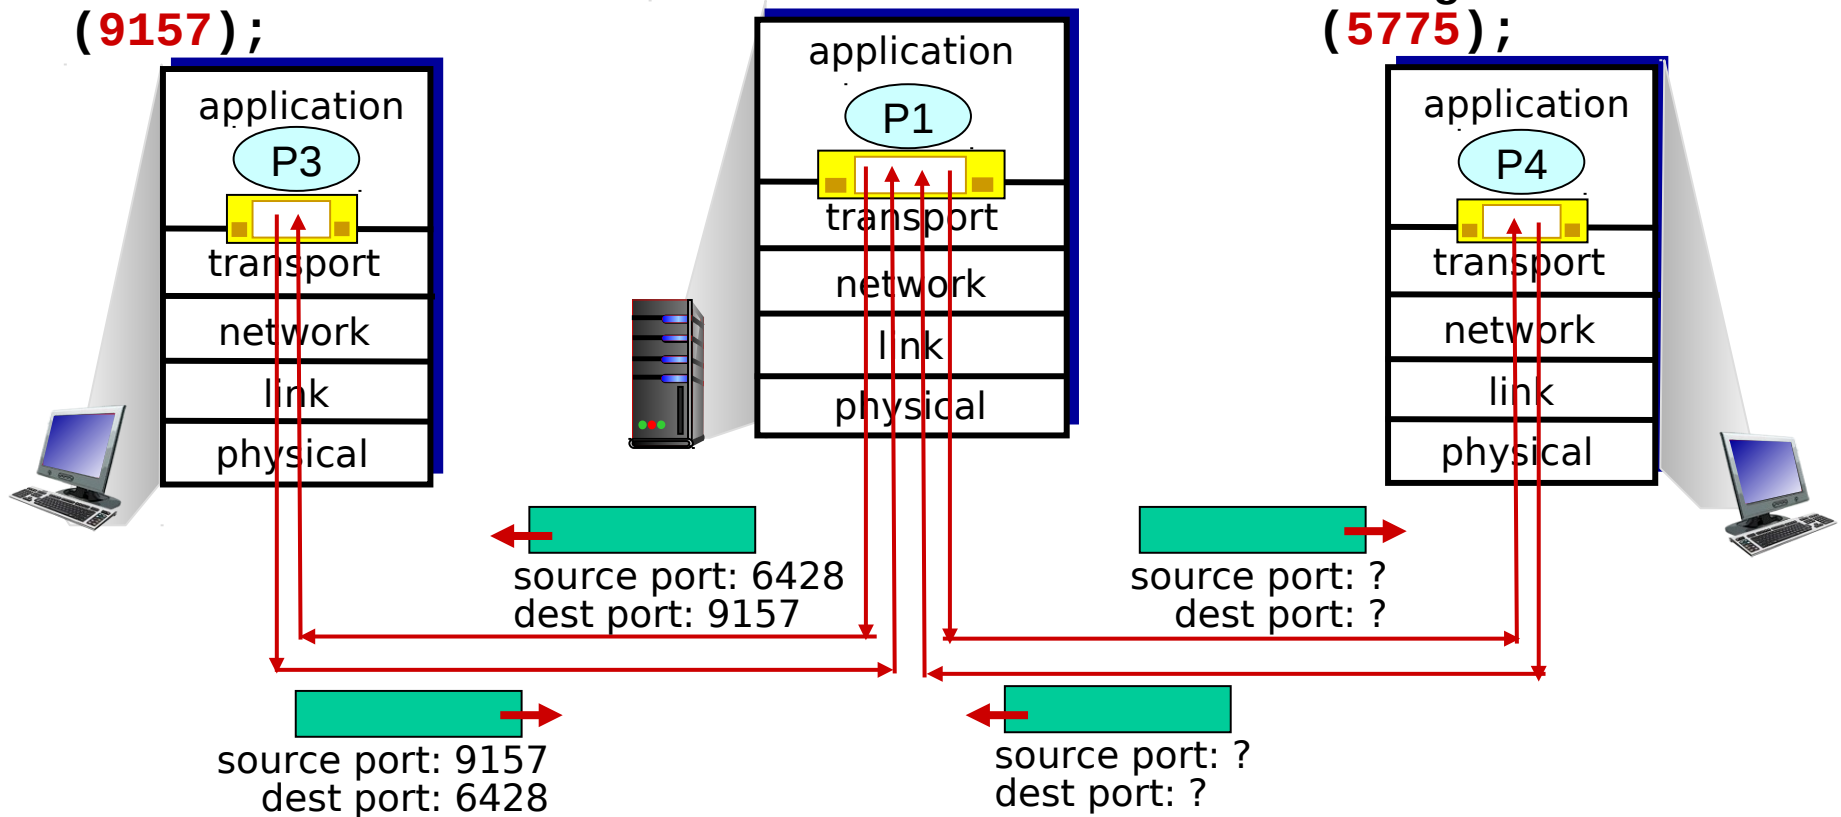 (9157);
(5775);
application
P3
transport
network
link
physical
application
P1
transport
network
link
physical
application
P4
transport
network
link
physical
source port: 6428
dest port: 9157
source port: ?
dest port: ?
source port: 9157
dest port: 6428
source port: ?
dest port: ?